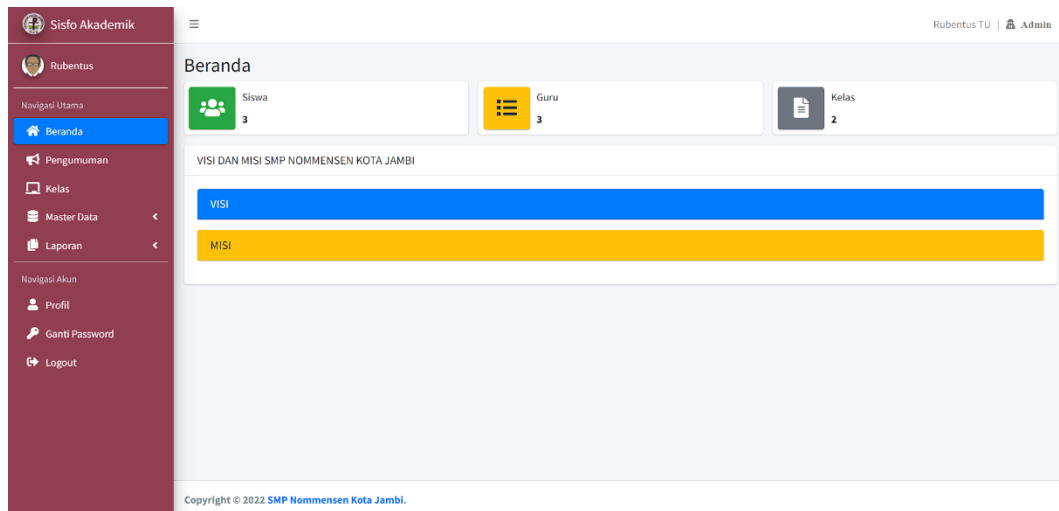 Sisfo Akademik
Rubentus TU | Admin
Rubentus
Navigasi Utama
Beranda
Pengumuman
Kelas
Master Data
Laporan
Navigasi Akun
Profil
Ganti Password
Logout
Beranda
Siswa
3
Guru
3
Kelas
2
VISI DAN MISI SMP NOMMENSEN KOTA JAMBI
VISI
MISI
Copyright © 2022 SMP Nommensen Kota Jambi.